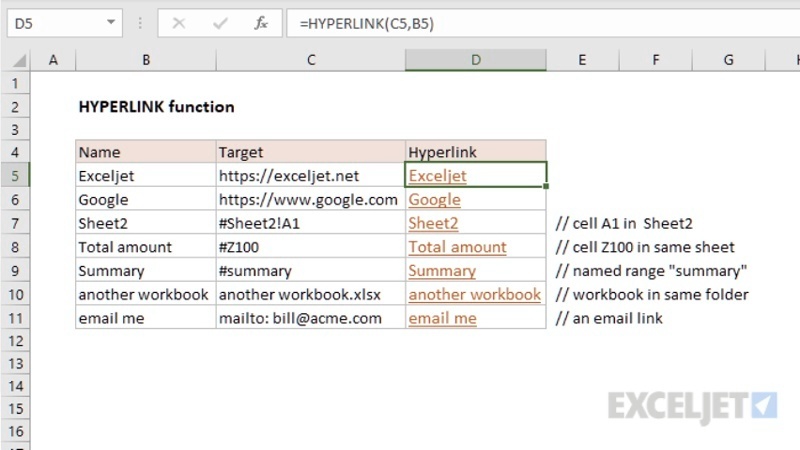 D5 fx =HYPERLINK(C5,B5)
A B C D E F G H
1
2 HYPERLINK function
3
4 Name Target Hyperlink
5 Exceljet https://exceljet.net Exceljet
6 Google https://www.google.com Google
7 Sheet2 #Sheet2!A1 Sheet2 // cell A1 in  Sheet2
8 Total amount #Z100 Total amount // cell Z100 in same sheet
9 Summary #summary Summary // named range "summary"
10 another workbook another workbook.xlsx another workbook // workbook in same folder
11 email me mailto: bill@acme.com email me // an email link
12
13
14
15
16
EXCELJET